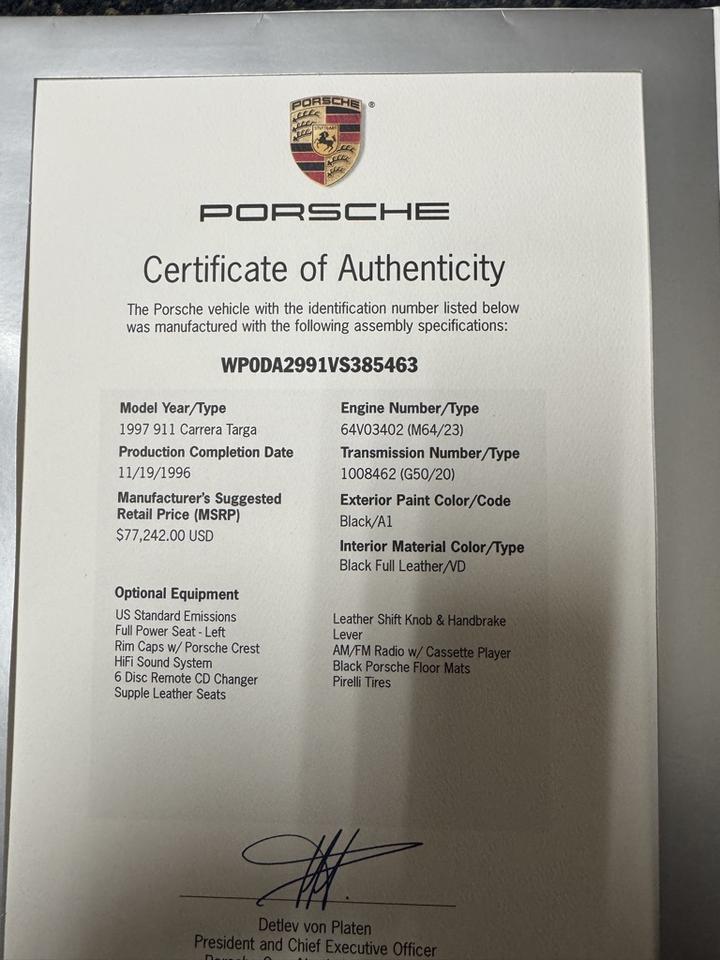 PORSCHE
STUTTGART
®
PORSCHE
Certificate of Authenticity
The Porsche vehicle with the identification number listed below
was manufactured with the following assembly specifications:
WP0DA2991VS385463
Model Year/Type
1997 911 Carrera Targa
Production Completion Date
11/19/1996
Manufacturer's Suggested
Retail Price (MSRP)
$77,242.00 USD
Engine Number/Type
64V03402 (M64/23)
Transmission Number/Type
1008462 (G50/20)
Exterior Paint Color/Code
Black/A1
Interior Material Color/Type
Black Full Leather/VD
Optional Equipment
US Standard Emissions
Full Power Seat - Left
Rim Caps w/ Porsche Crest
HiFi Sound System
6 Disc Remote CD Changer
Supple Leather Seats
Leather Shift Knob & Handbrake
Lever
AM/FM Radio w/ Cassette Player
Black Porsche Floor Mats
Pirelli Tires
Detlev von Platen
President and Chief Executive Officer